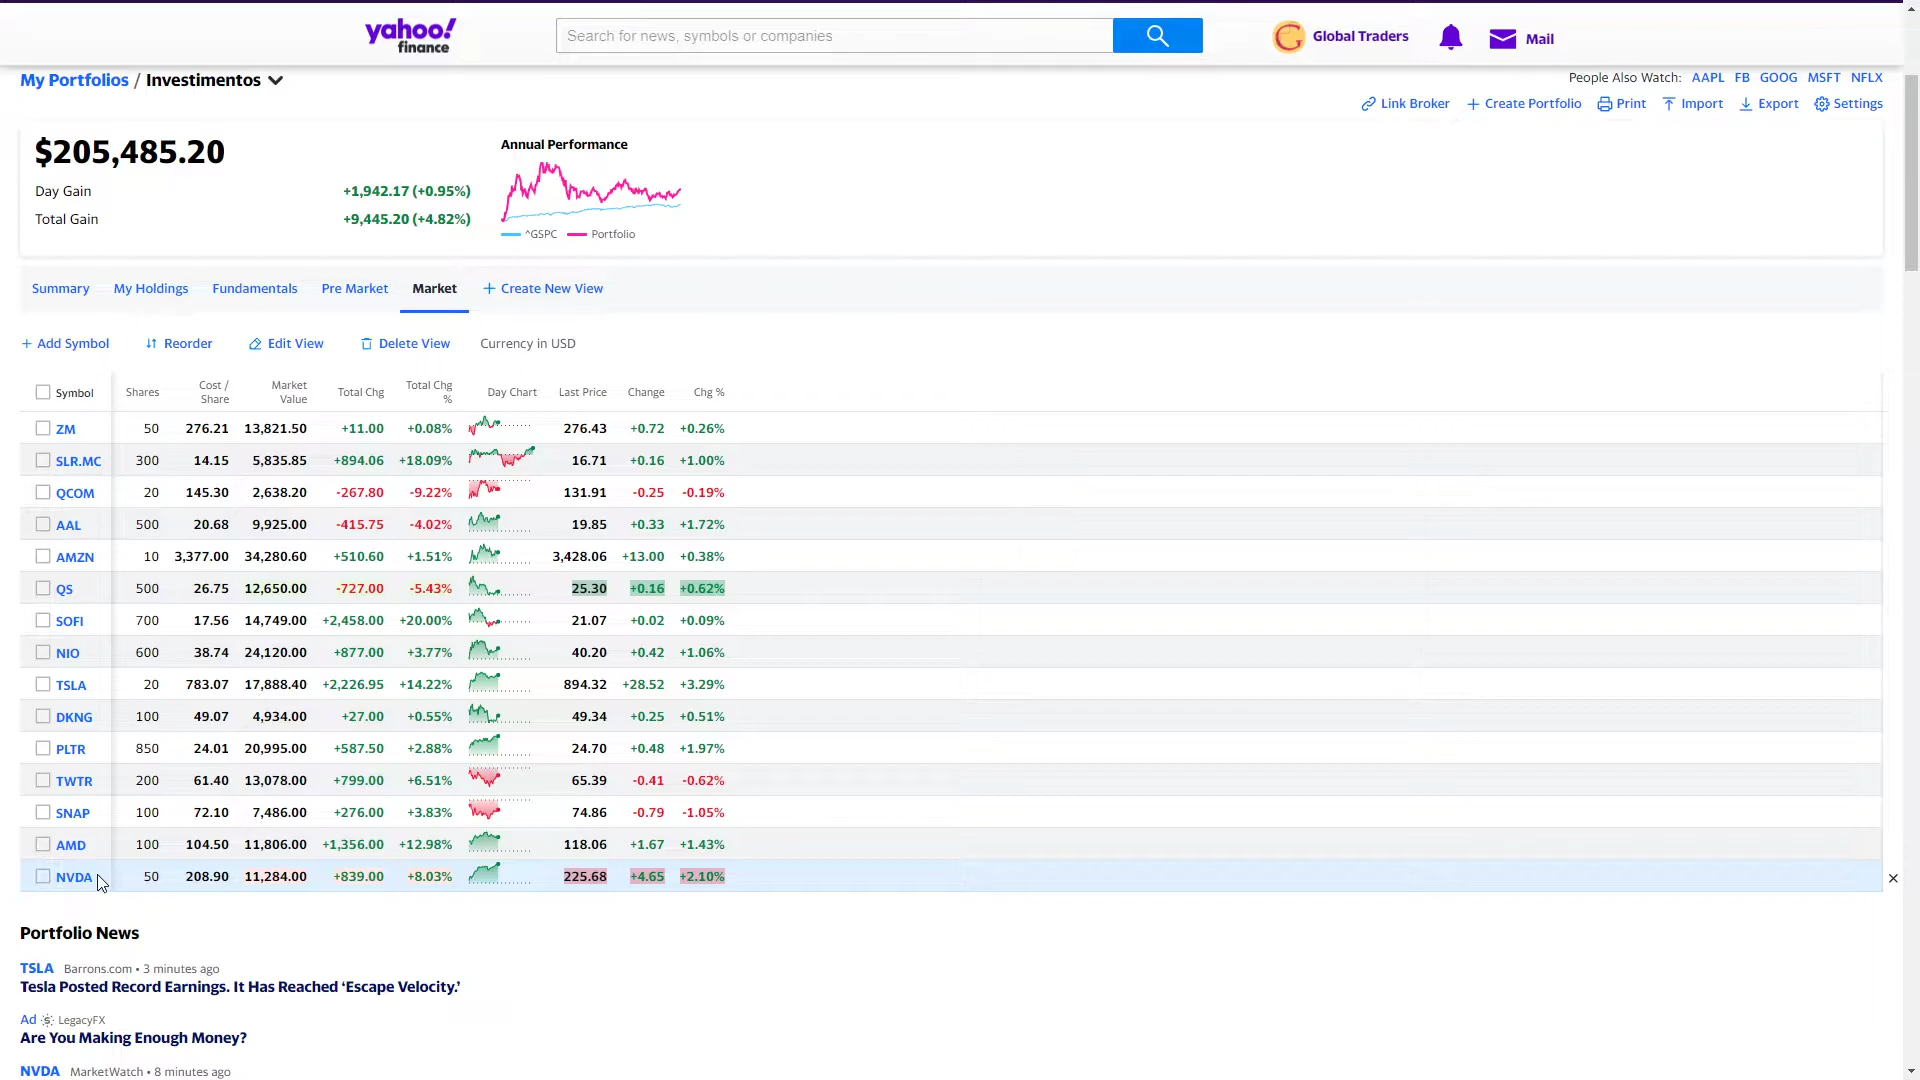 yahoo!
finance
Search for news, symbols or companies
Global Traders
Mail
My Portfolios / Investimentos
People Also Watch: AAPL FB GOOG MSFT NFLX
Link Broker + Create Portfolio Print Import Export Settings
$205,485.20
Day Gain +1,942.17 (+0.95%)
Total Gain +9,445.20 (+4.82%)
Annual Performance
^GSPC Portfolio
Summary My Holdings Fundamentals Pre Market Market + Create New View
+ Add Symbol Reorder Edit View Delete View Currency in USD
Symbol Shares Cost / Share Market Value Total Chg Total Chg % Day Chart Last Price Change Chg %
ZM 50 276.21 13,821.50 +11.00 +0.08% 276.43 +0.72 +0.26%
SLR.MC 300 14.15 5,835.85 +894.06 +18.09% 16.71 +0.16 +1.00%
QCOM 20 145.30 2,638.20 -267.80 -9.22% 131.91 -0.25 -0.19%
AAL 500 20.68 9,925.00 -415.75 -4.02% 19.85 +0.33 +1.72%
AMZN 10 3,377.00 34,280.60 +510.60 +1.51% 3,428.06 +13.00 +0.38%
QS 500 26.75 12,650.00 -727.00 -5.43% 25.30 +0.16 +0.62%
SOFI 700 17.56 14,749.00 +2,458.00 +20.00% 21.07 +0.02 +0.09%
NIO 600 38.74 24,120.00 +877.00 +3.77% 40.20 +0.42 +1.06%
TSLA 20 783.07 17,888.40 +2,226.95 +14.22% 894.32 +28.52 +3.29%
DKNG 100 49.07 4,934.00 +27.00 +0.55% 49.34 +0.25 +0.51%
PLTR 850 24.01 20,995.00 +587.50 +2.88% 24.70 +0.48 +1.97%
TWTR 200 61.40 13,078.00 +799.00 +6.51% 65.39 -0.41 -0.62%
SNAP 100 72.10 7,486.00 +276.00 +3.83% 74.86 -0.79 -1.05%
AMD 100 104.50 11,806.00 +1,356.00 +12.98% 118.06 +1.67 +1.43%
NVDA 50 208.90 11,284.00 +839.00 +8.03% 225.68 +4.65 +2.10%
Portfolio News
TSLA Barrons.com • 3 minutes ago
Tesla Posted Record Earnings. It Has Reached ‘Escape Velocity.’
Ad LegacyFX
Are You Making Enough Money?
NVDA MarketWatch • 8 minutes ago